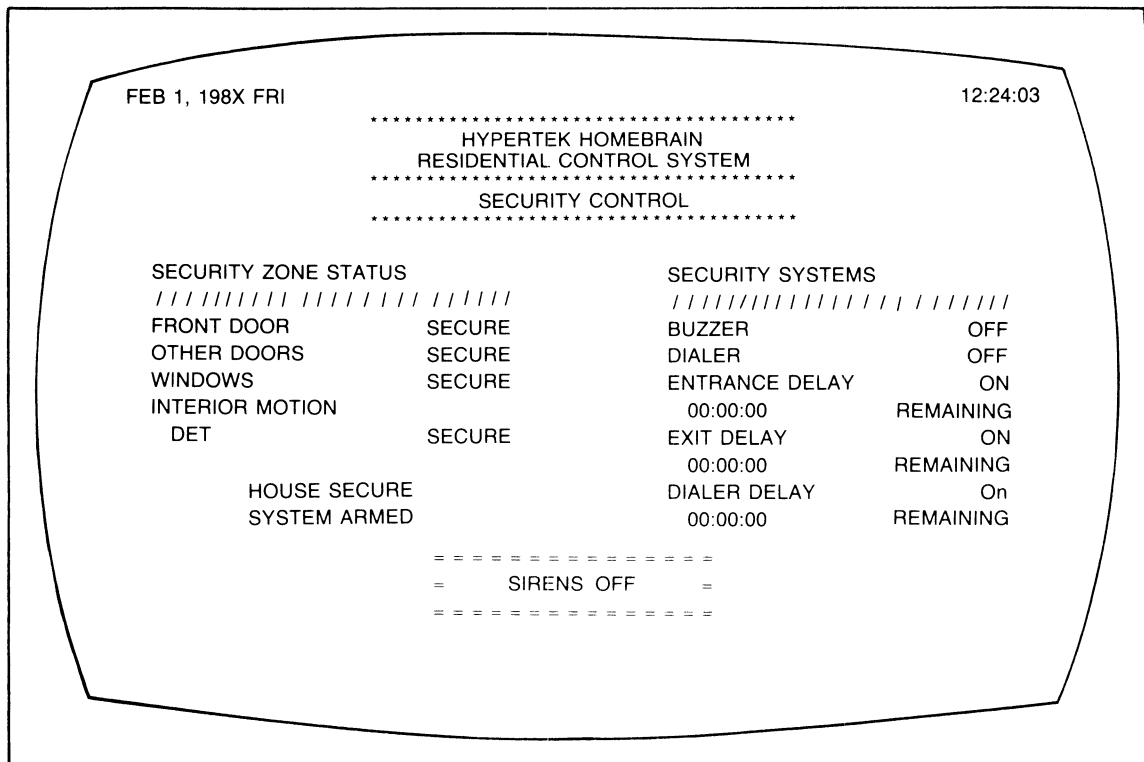 FEB 1, 198X FRI 12:24:03
* * * * * * * * * * * * * * * * * * * * * * * * * * * * * * * * * * * * * *
HYPERTEK HOMEBRAIN
RESIDENTIAL CONTROL SYSTEM
* * * * * * * * * * * * * * * * * * * * * * * * * * * * * * * * * * * * * *
SECURITY CONTROL
* * * * * * * * * * * * * * * * * * * * * * * * * * * * * * * * * * * * * *
SECURITY ZONE STATUS
/ / / / / / / / / / / / / / / / / / / / / / / /
FRONT DOOR SECURE
OTHER DOORS SECURE
WINDOWS SECURE
INTERIOR MOTION
DET SECURE
HOUSE SECURE
SYSTEM ARMED
SECURITY SYSTEMS
/ / / / / / / / / / / / / / / / / / / / / / / /
BUZZER OFF
DIALER OFF
ENTRANCE DELAY ON
00:00:00 REMAINING
EXIT DELAY ON
00:00:00 REMAINING
DIALER DELAY On
00:00:00 REMAINING
= = = = = = = = = = = = = = =
= SIRENS OFF =
= = = = = = = = = = = = = = =